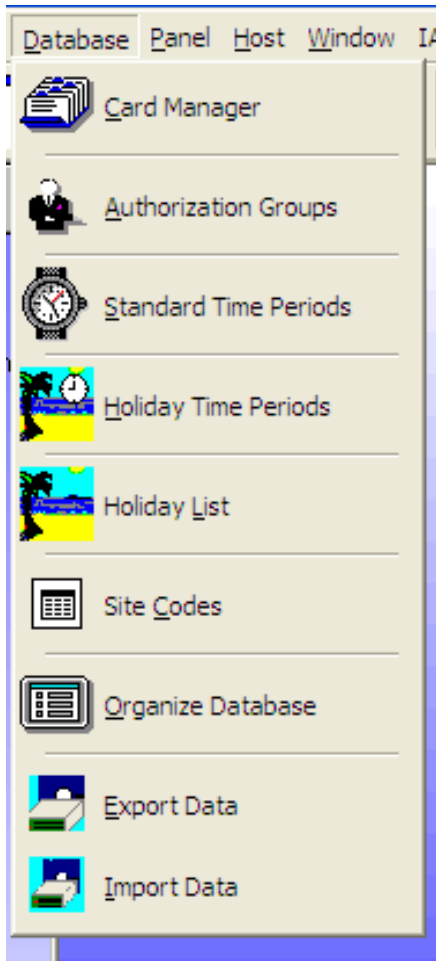 Database Panel Host Window IA
Card Manager
Authorization Groups
Standard Time Periods
Holiday Time Periods
Holiday List
Site Codes
Organize Database
Export Data
Import Data